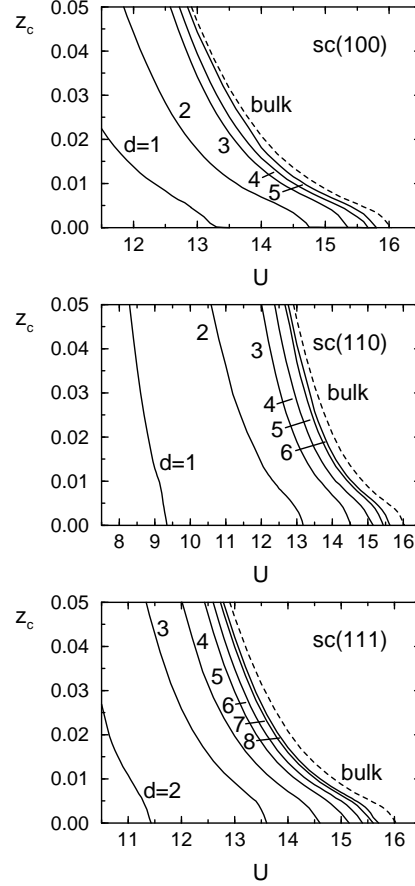 z_c
0.05
0.04
0.03
0.02
0.01
0.00
sc(100)
bulk
2
d=1
3
4
5
12 13 14 15 16
U
z_c
0.05
0.04
0.03
0.02
0.01
0.00
sc(110)
2
3
bulk
4
5
6
d=1
8 9 10 11 12 13 14 15 16
U
z_c
0.05
0.04
0.03
0.02
0.01
0.00
sc(111)
3
4
5
6
7
8
bulk
d=2
11 12 13 14 15 16
U